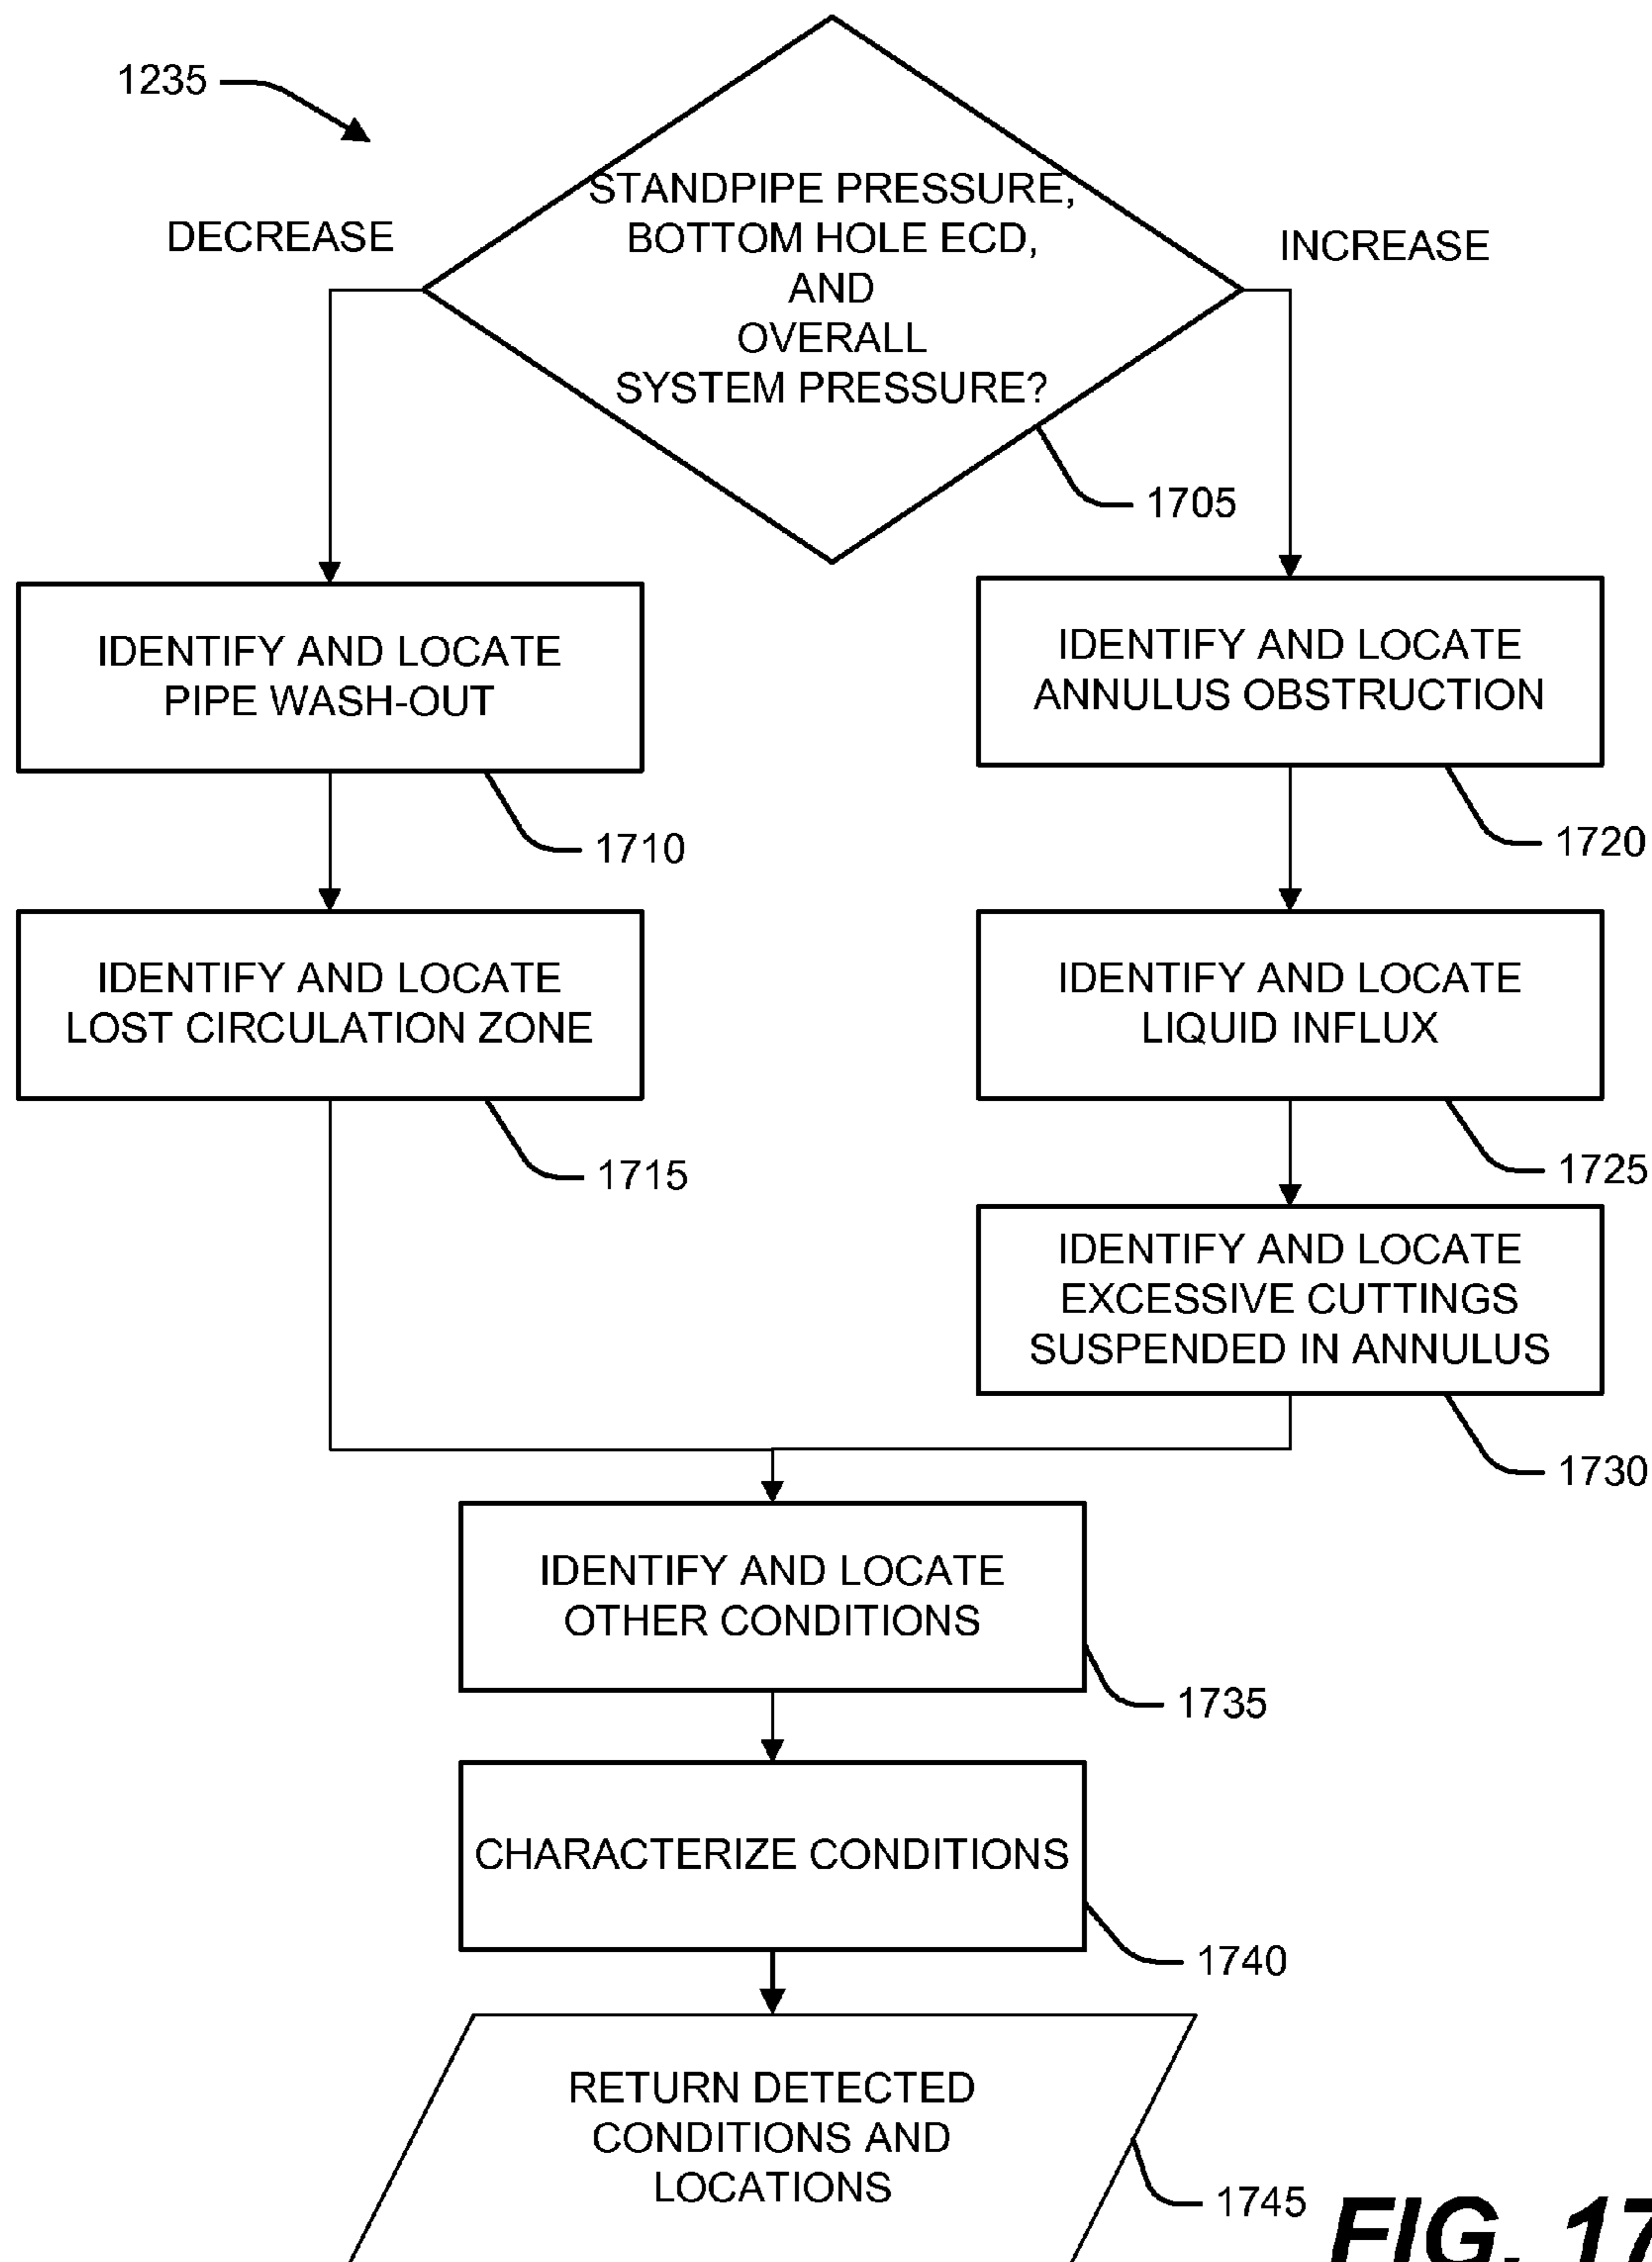 1235
STANDPIPE PRESSURE,
BOTTOM HOLE ECD,
AND
OVERALL
SYSTEM PRESSURE?
DECREASE
INCREASE
1705
IDENTIFY AND LOCATE
PIPE WASH-OUT
1710
IDENTIFY AND LOCATE
ANNULUS OBSTRUCTION
1720
IDENTIFY AND LOCATE
LOST CIRCULATION ZONE
1715
IDENTIFY AND LOCATE
LIQUID INFLUX
1725
IDENTIFY AND LOCATE
EXCESSIVE CUTTINGS
SUSPENDED IN ANNULUS
1730
IDENTIFY AND LOCATE
OTHER CONDITIONS
1735
CHARACTERIZE CONDITIONS
1740
RETURN DETECTED
CONDITIONS AND
LOCATIONS
1745
FIG. 17